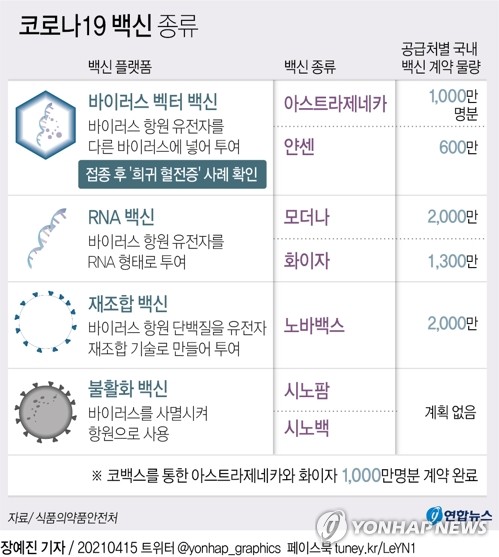 코로나19 백신 종류
백신 플랫폼
백신 종류
공급처별 국내
백신 계약 물량
바이러스 벡터 백신
바이러스 항원 유전자를
다른 바이러스에 넣어 투여
접종 후 '희귀 혈전증' 사례 확인
아스트라제네카
1,000만
명분
얀센
600만
RNA 백신
바이러스 항원 유전자를
RNA 형태로 투여
모더나
2,000만
화이자
1,300만
재조합 백신
바이러스 항원 단백질을 유전자
재조합 기술로 만들어 투여
노바백스
2,000만
불활화 백신
바이러스를 사멸시켜
항원으로 사용
시노팜
시노백
계획 없음
※ 코백스를 통한 아스트라제네카와 화이자 1,000만명분 계약 완료
자료/ 식품의약품안전처
연합뉴스
YONHAPNEWS
장예진 기자 / 20210415 트위터 @yonhap_graphics 페이스북 tuney.kr/LeYN1